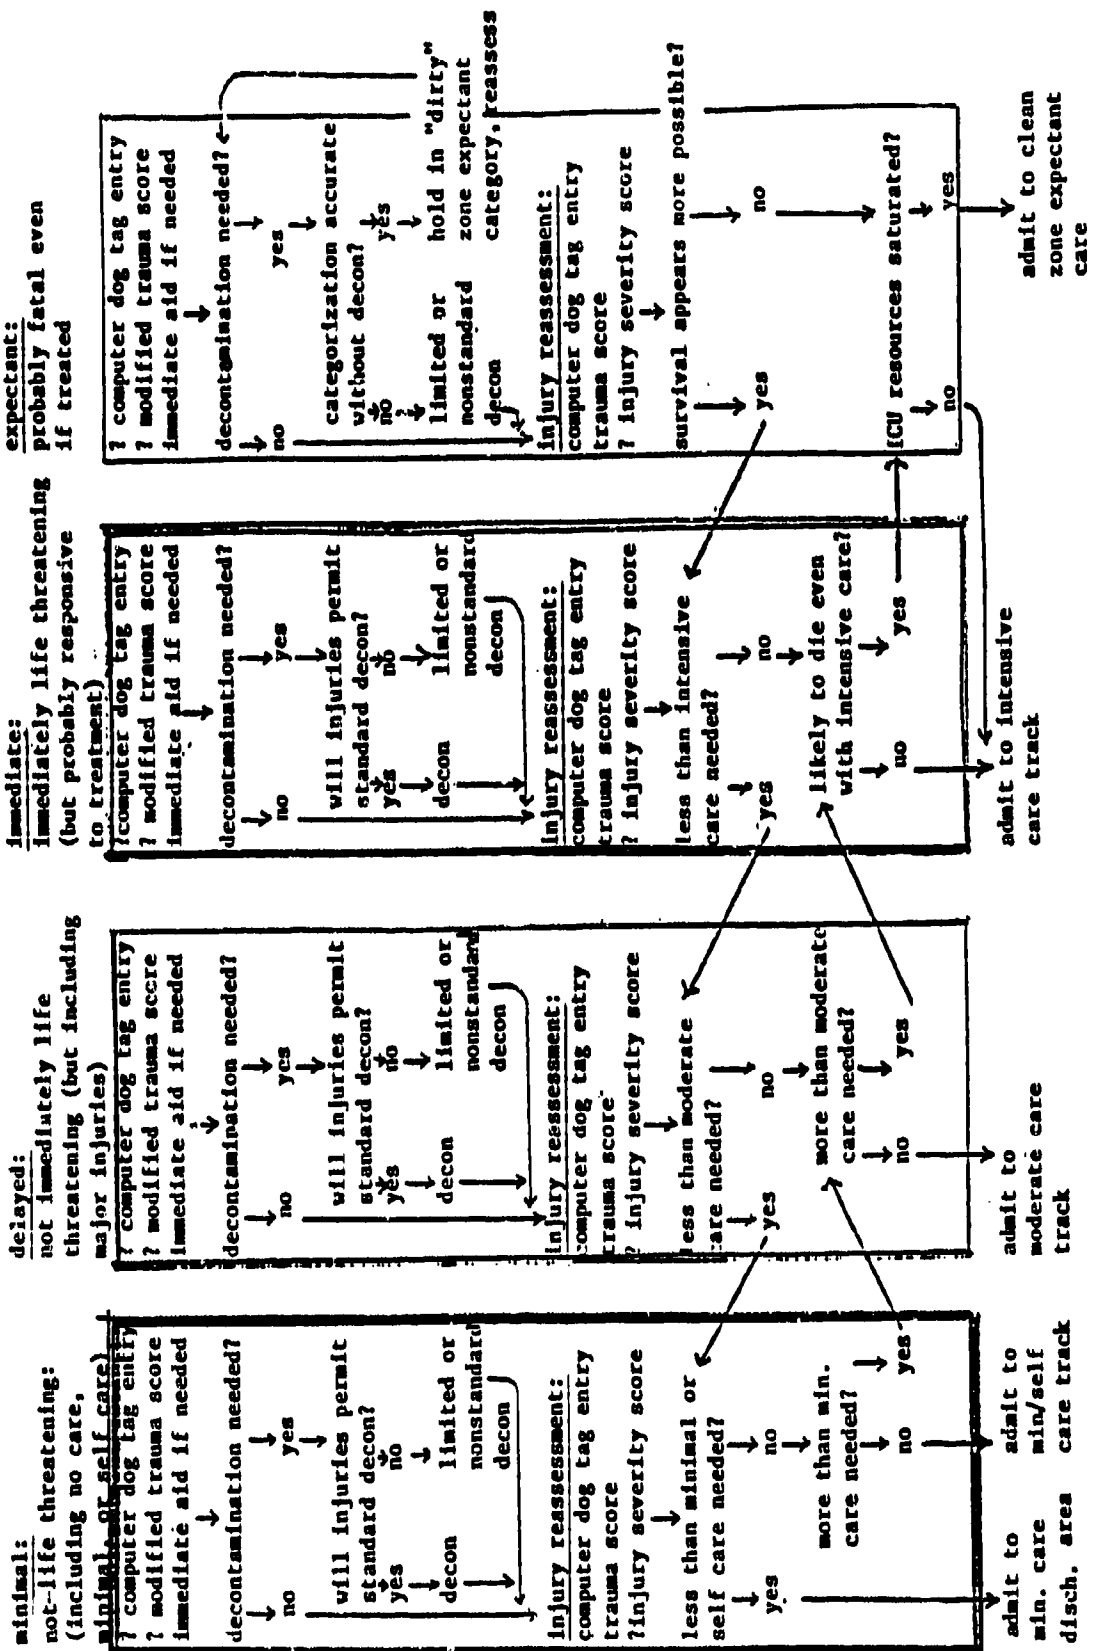 minimal:
not-life threatening:
(including no care,
minimal or self care)
? computer dog tag entry
? modified trauma score
immediate aid if needed
decontamination needed?
no
yes
will injuries permit
standard decon?
yes
no
decon
limited or
nonstandard
decon
injury reassessment:
computer dog tag entry
trauma score
?injury severity score
less than minimal or
self care needed?
yes
no
more than min.
care needed?
no
yes
admit to
min. care
disch. area
admit to
min/self
care track
delayed:
not immediately life
threatening (but including
major injuries)
? computer dog tag entry
? modified trauma score
immediate aid if needed
decontamination needed?
no
yes
will injuries permit
standard decon?
yes
no
decon
limited or
nonstandard
decon
injury reassessment:
computer dog tag entry
trauma score
? injury severity score
less than moderate
care needed?
yes
no
more than moderate
care needed?
no
yes
admit to
moderate care
track
immediate:
immediately life threatening
(but probably responsive
to treatment)
?computer dog tag entry
? modified trauma score
immediate aid if needed
decontamination needed?
no
yes
will injuries permit
standard decon?
yes
no
decon
limited or
nonstandard
decon
injury reassessment:
computer dog tag entry
trauma score
? injury severity score
less than intensive
care needed?
yes
no
likely to die even
with intensive care?
no
yes
admit to intensive
care track
expectant:
probably fatal even
if treated
? computer dog tag entry
? modified trauma score
immediate aid if needed
decontamination needed?
no
yes
categorization accurate
without decon?
no
yes
limited or
nonstandard
decon
hold in "dirty"
zone expectant
category, reassess
injury reassessment:
computer dog tag entry
trauma score
? injury severity score
survival appears more possible?
yes
no
ICU resources saturated?
no
yes
admit to clean
zone expectant
care